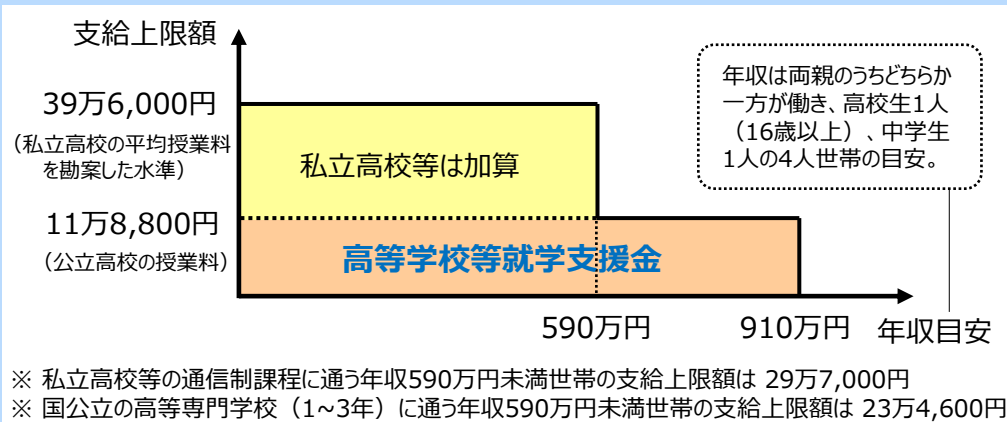 支給上限額
39万6,000円
（私立高校の平均授業料
を勘案した水準）
11万8,800円
（公立高校の授業料）
私立高校等は加算
高等学校等就学支援金
年収は両親のうちどちらか
一方が働き、高校生1人
（16歳以上）、中学生
1人の4人世帯の目安。
590万円
910万円
年収目安
※ 私立高校等の通信制課程に通う年収590万円未満世帯の支給上限額は 29万7,000円
※ 国公立の高等専門学校（1~3年）に通う年収590万円未満世帯の支給上限額は 23万4,600円